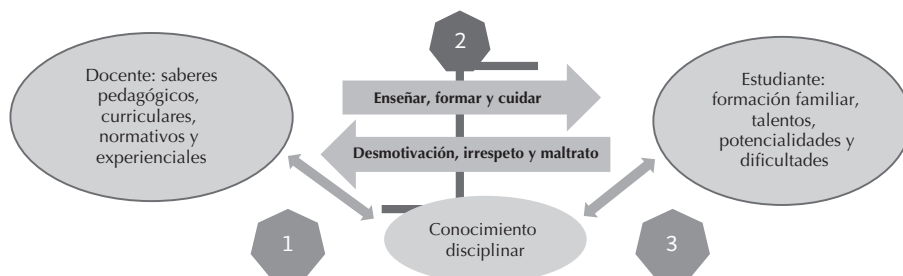 2
Docente: saberes
pedagógicos,
curriculares,
normativos y
experienciales
Enseñar, formar y cuidar
Desmotivación, irrespeto y maltrato
Estudiante:
formación familiar,
talentos,
potencialidades y
dificultades
1
Conocimiento
disciplinar
3